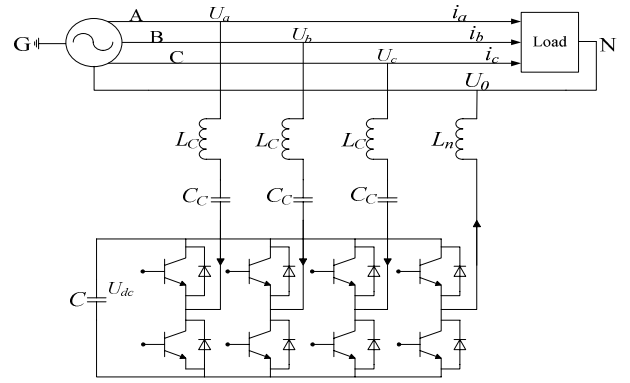 A U_a i_a
G B U_b i_b Load N
C U_c i_c
U_0
L_C L_C L_C L_n
C_C C_C C_C
C U_dc